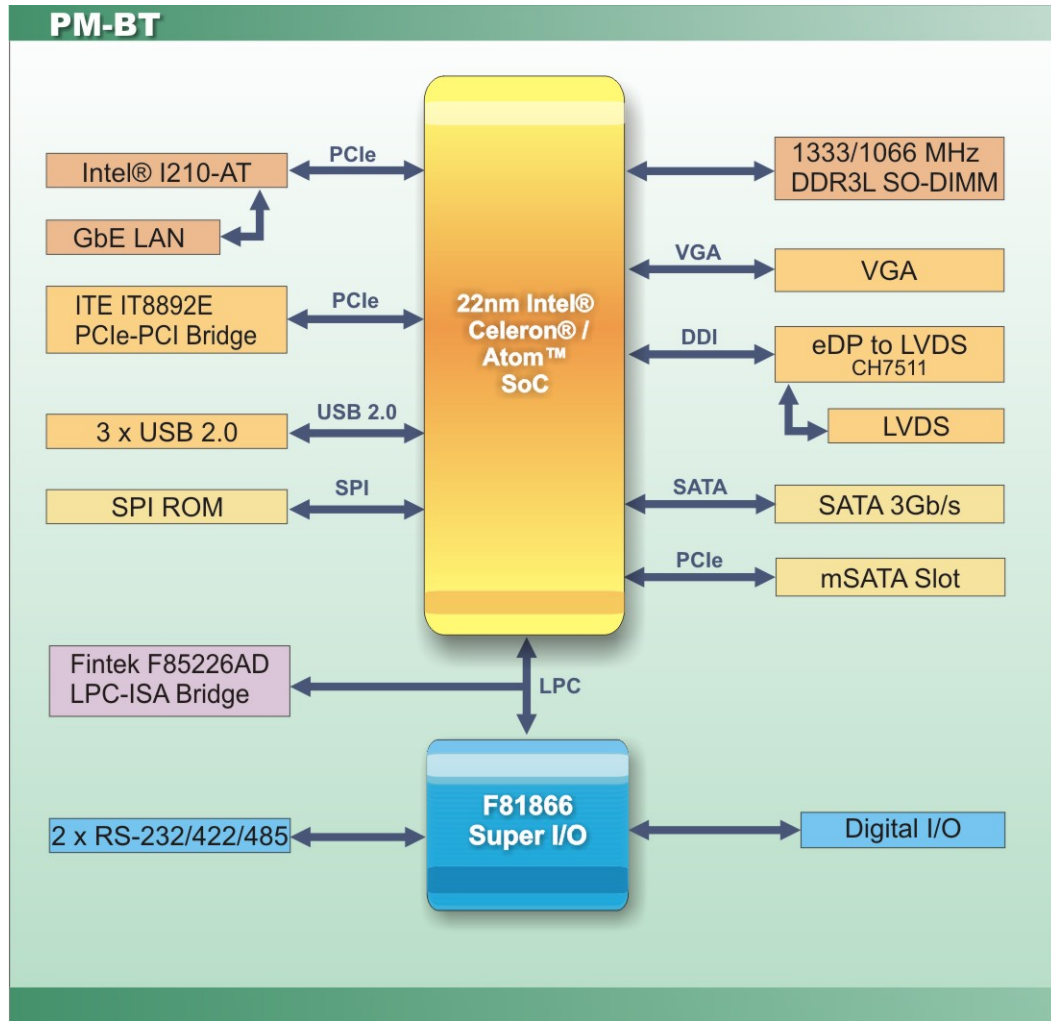 PM-BT
Intel® I210-AT
PCIe
GbE LAN
ITE IT8892E
PCIe-PCI Bridge
PCIe
3 x USB 2.0
USB 2.0
SPI ROM
SPI
22nm Intel®
Celeron® /
Atom™
SoC
1333/1066 MHz
DDR3L SO-DIMM
VGA
VGA
DDI
eDP to LVDS
CH7511
LVDS
SATA
SATA 3Gb/s
PCIe
mSATA Slot
Fintek F85226AD
LPC-ISA Bridge
LPC
F81866
Super I/O
2 x RS-232/422/485
Digital I/O